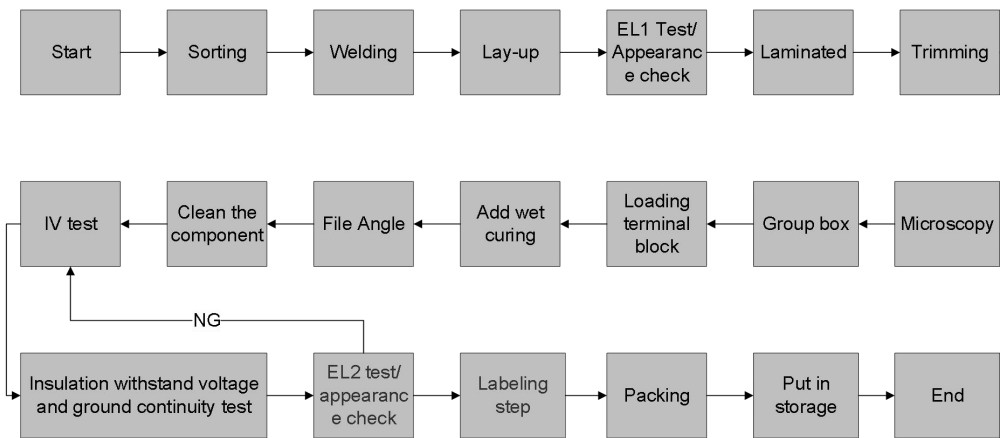 Start
Sorting
Welding
Lay-up
EL1 Test/
Appearanc
e check
Laminated
Trimming
IV test
Clean the
component
File Angle
Add wet
curing
Loading
terminal
block
Group box
Microscopy
NG
Insulation withstand voltage
and ground continuity test
EL2 test/
appearanc
e check
Labeling
step
Packing
Put in
storage
End